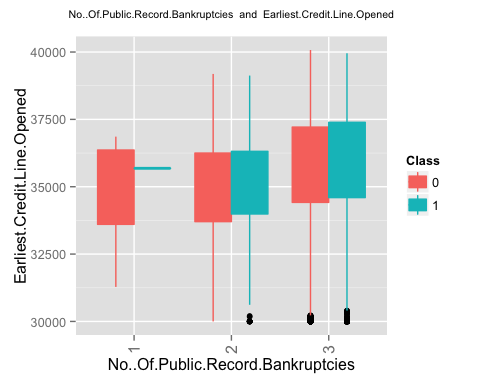 No..Of.Public.Record.Bankruptcies and Earliest.Credit.Line.Opened
40000
37500
35000
32500
30000
Earliest.Credit.Line.Opened
1
2
3
No..Of.Public.Record.Bankruptcies
Class
0
1